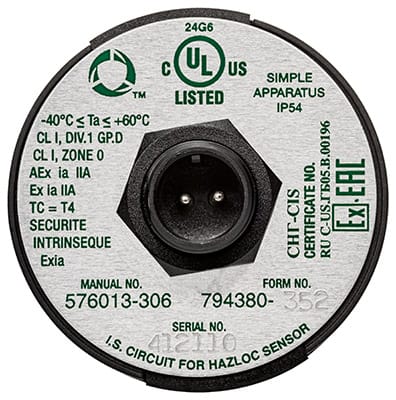 24G6
C UL US
LISTED
TM
SIMPLE
APPARATUS
IP54
-40°C ≤ Ta ≤ +60°C
CL I, DIV.1 GP.D
CL I, ZONE 0
AEx ia IIA
Ex ia IIA
TC = T4
SECURITE
INTRINSEQUE
Exia
CHF-CIS
CERTIFICATE NO.
RU C-US.ГБ05.B.00196
Ex EAC
MANUAL NO.
576013-306
FORM NO.
794380-352
SERIAL NO.
412110
I.S. CIRCUIT FOR HAZLOC SENSOR